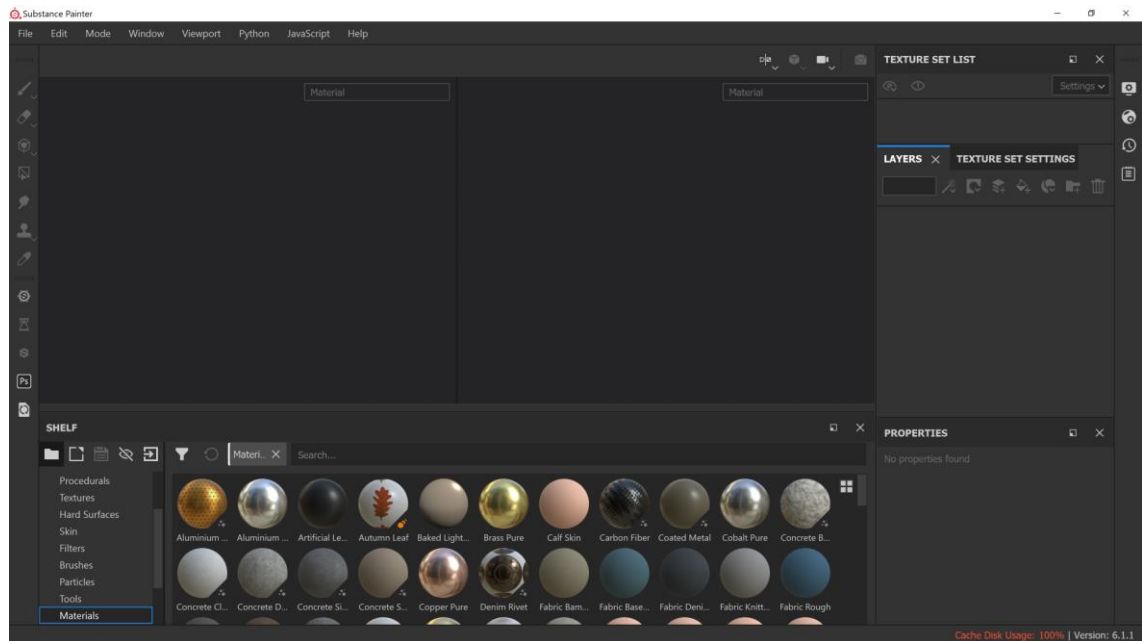 Substance Painter
File Edit Mode Window Viewport Python JavaScript Help
TEXTURE SET LIST
Settings
Material
Material
LAYERS TEXTURE SET SETTINGS
SHELF
PROPERTIES
No properties found
Materi... Search...
Procedurals
Textures
Hard Surfaces
Skin
Filters
Brushes
Particles
Tools
Materials
Aluminium ... Aluminium ... Artificial Le... Autumn Leaf Baked Light... Brass Pure Calf Skin Carbon Fiber Coated Metal Cobalt Pure Concrete B...
Concrete Cl... Concrete D... Concrete Si... Concrete S... Copper Pure Denim Rivet Fabric Bam... Fabric Base... Fabric Deni... Fabric Knitt... Fabric Rough
Ps
Cache Disk Usage: 100% | Version: 6.1.1